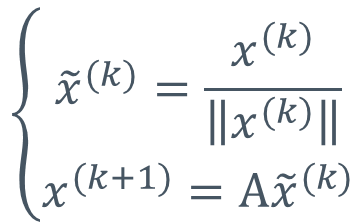 x̃^(k) = x^(k) / ‖x^(k)‖
x^(k+1) = Ax̃^(k)